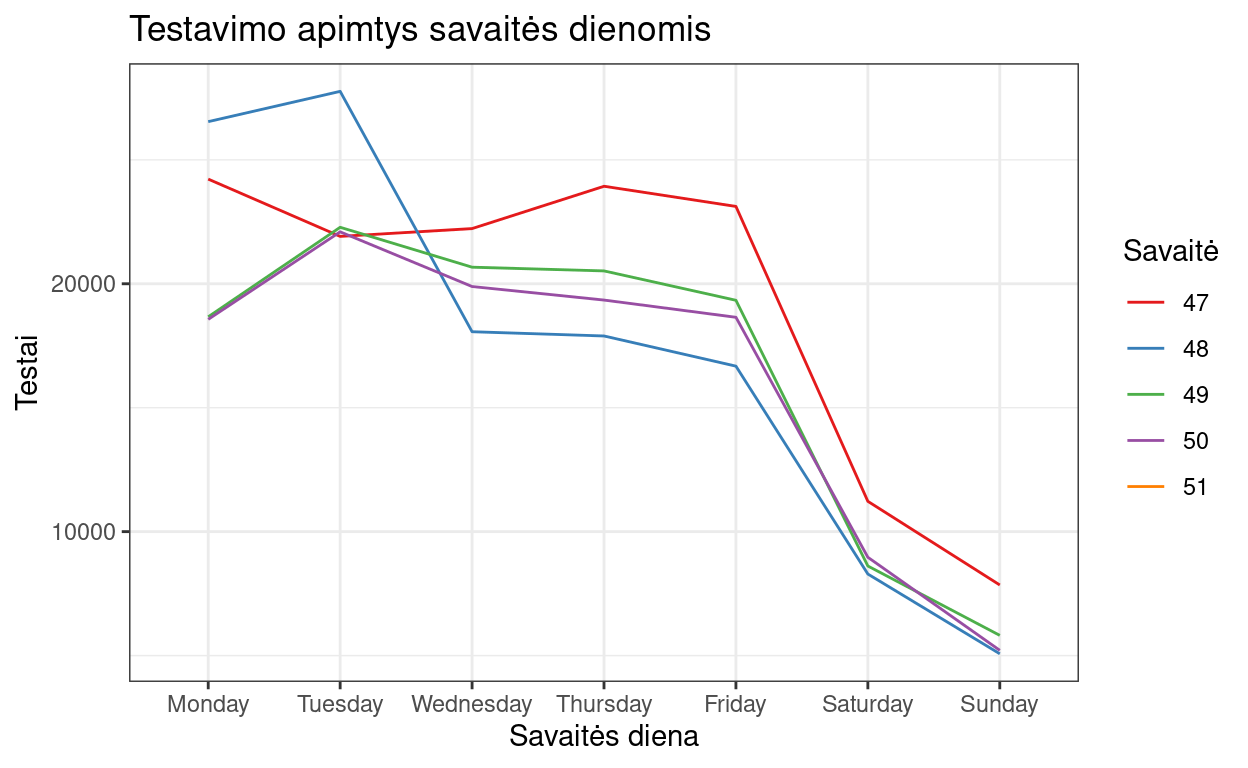 Testavimo apimtys savaitės dienomis
Testai
20000
10000
Monday Tuesday Wednesday Thursday Friday Saturday Sunday
Savaitės diena
Savaitė
47
48
49
50
51